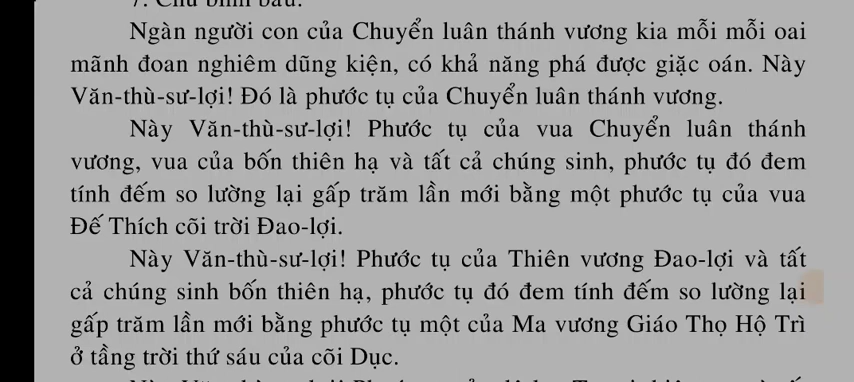 7. Chủ binh báu.
Ngàn người con của Chuyển luân thánh vương kia mỗi mỗi oai
mãnh đoan nghiêm dũng kiện, có khả năng phá được giặc oán. Này
Văn-thù-sư-lợi! Đó là phước tụ của Chuyển luân thánh vương.
Này Văn-thù-sư-lợi! Phước tụ của vua Chuyển luân thánh
vương, vua của bốn thiên hạ và tất cả chúng sinh, phước tụ đó đem
tính đếm so lường lại gấp trăm lần mới bằng một phước tụ của vua
Đế Thích cõi trời Đao-lợi.
Này Văn-thù-sư-lợi! Phước tụ của Thiên vương Đao-lợi và tất
cả chúng sinh bốn thiên hạ, phước tụ đó đem tính đếm so lường lại
gấp trăm lần mới bằng phước tụ một của Ma vương Giáo Thọ Hộ Trì
ở tầng trời thứ sáu của cõi Dục.